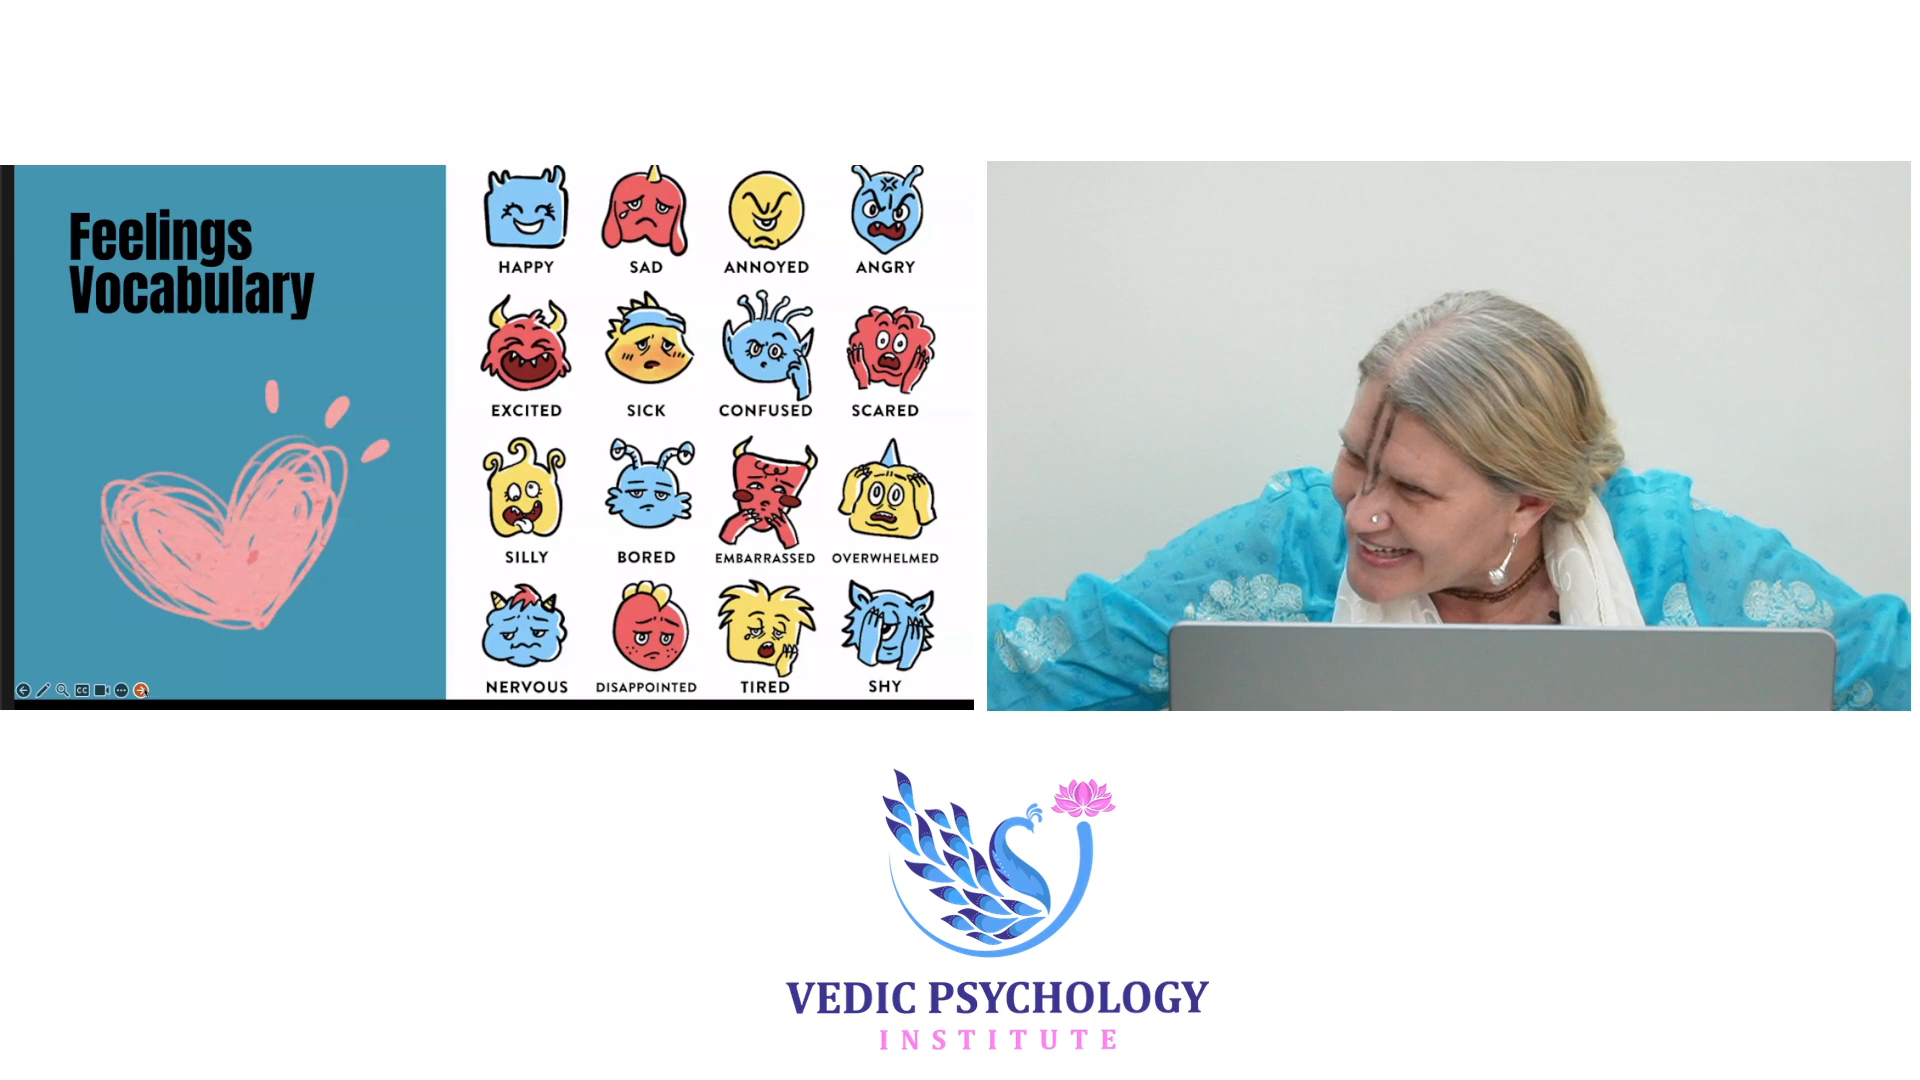 Feelings
Vocabulary
HAPPY SAD ANNOYED ANGRY
EXCITED SICK CONFUSED SCARED
SILLY BORED EMBARRASSED OVERWHELMED
NERVOUS DISAPPOINTED TIRED SHY
CC
VEDIC PSYCHOLOGY
INSTITUTE